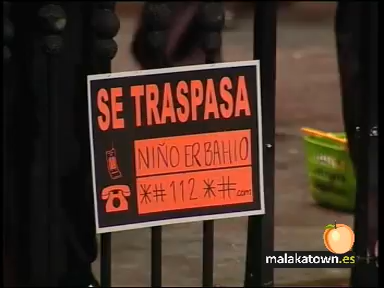 SE TRASPASA
NIÑO ER BAHIO
*#112*#.com
malakatown.es